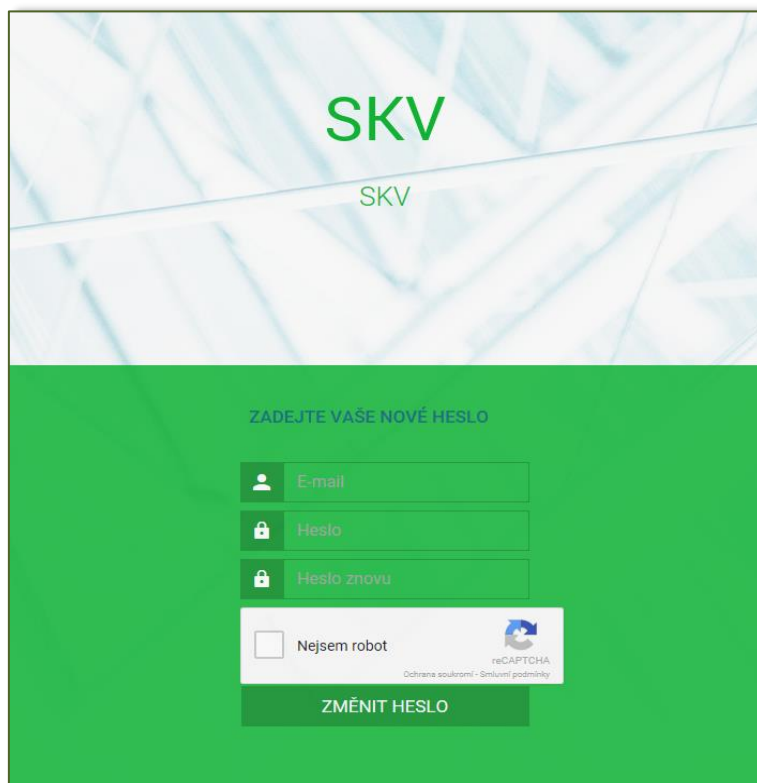 SKV
SKV
ZADEJTE VAŠE NOVÉ HESLO
E-mail
Heslo
Heslo znovu
Nejsem robot
reCAPTCHA
Ochrana soukromí - Smluvní podmínky
ZMĚNIT HESLO